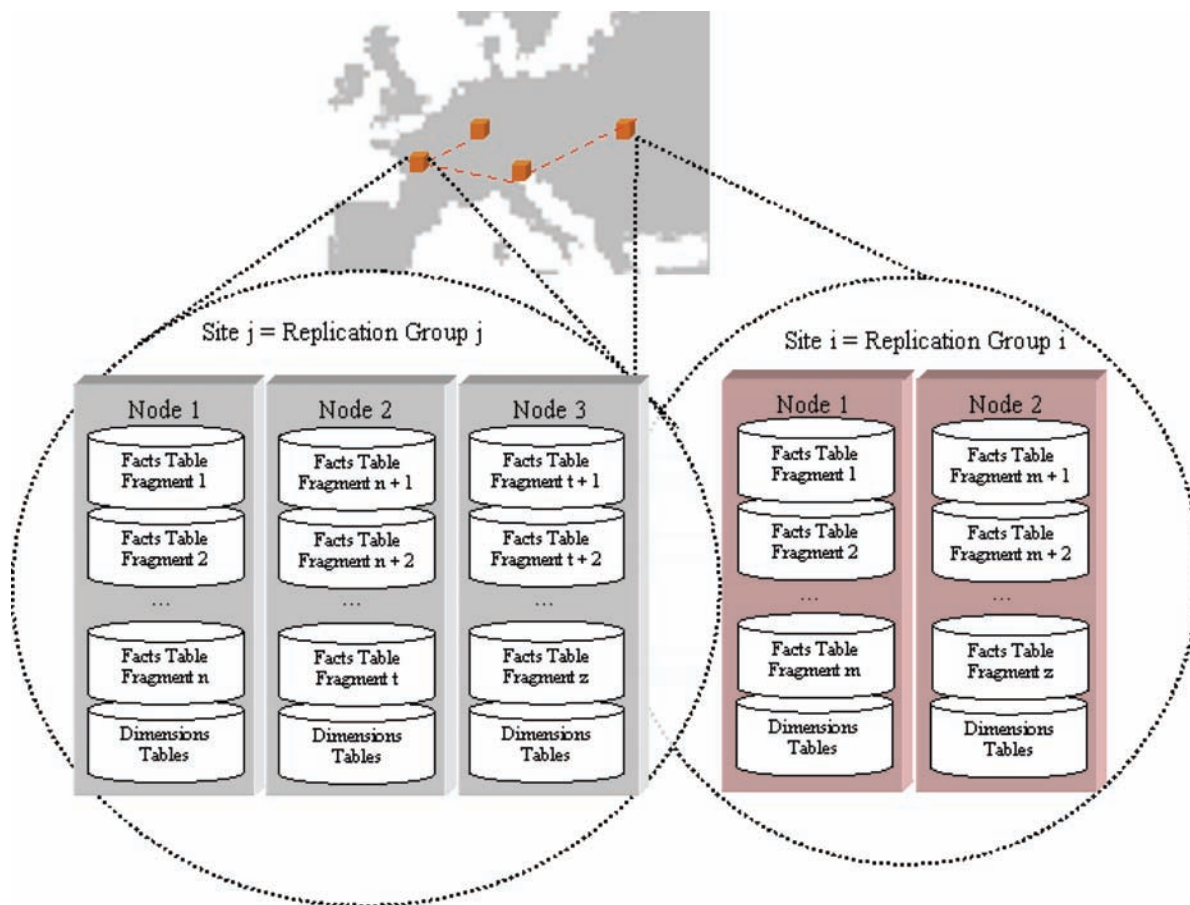 Site j = Replication Group j
Node 1
Facts Table
Fragment 1
Facts Table
Fragment 2
...
Facts Table
Fragment n
Dimensions
Tables
Node 2
Facts Table
Fragment n + 1
Facts Table
Fragment n + 2
...
Facts Table
Fragment t
Dimensions
Tables
Node 3
Facts Table
Fragment t + 1
Facts Table
Fragment t + 2
...
Facts Table
Fragment z
Dimensions
Tables
Site i = Replication Group i
Node 1
Facts Table
Fragment 1
Facts Table
Fragment 2
...
Facts Table
Fragment m
Dimensions
Tables
Node 2
Facts Table
Fragment m + 1
Facts Table
Fragment m + 2
...
Facts Table
Fragment z
Dimensions
Tables